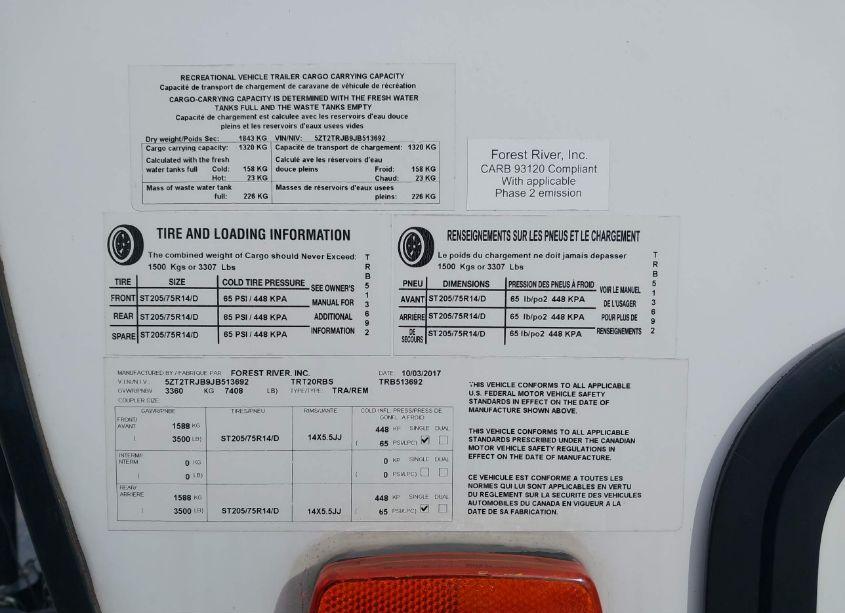 RECREATIONAL VEHICLE TRAILER CARGO CARRYING CAPACITY
Capacité de transport de chargement de caravane de véhicule de récréation
CARGO-CARRYING CAPACITY IS DETERMINED WITH THE FRESH WATER
TANKS FULL AND THE WASTE TANKS EMPTY
Capacité de chargement est calculee avec les reservoirs d'eau douce
pleins et les reservoirs d'eaux usees vides
Dry weight/Poids Sec: 1843 KG VIN/NIV: 5ZT2TRJB9JB513692
Cargo carrying capacity: 1320 KG Capacité de transport de chargement: 1320 KG
Calculated with the fresh Calculé ave les réservoirs d'eau
water tanks full Cold: 158 KG douce pleins Froid: 158 KG
Hot: 23 KG Chaud: 23 KG
Mass of waste water tank Masses de réservoirs d'eaux usees
full: 226 KG pleins: 226 KG
Forest River, Inc.
CARB 93120 Compliant
With applicable
Phase 2 emission
TIRE AND LOADING INFORMATION
The combined weight of Cargo should Never Exceed:
1500 Kgs or 3307 Lbs
TIRE SIZE COLD TIRE PRESSURE SEE OWNER'S
FRONT ST205/75R14/D 65 PSI / 448 KPA MANUAL FOR
REAR ST205/75R14/D 65 PSI / 448 KPA ADDITIONAL
SPARE ST205/75R14/D 65 PSI / 448 KPA INFORMATION
TRB513692
RENSEIGNEMENTS SUR LES PNEUS ET LE CHARGEMENT
Le poids du chargement ne doit jamais depasser
1500 Kgs or 3307 Lbs
PNEU DIMENSIONS PRESSION DES PNEUS À FROID VOIR LE MANUEL
AVANT ST205/75R14/D 65 lb/po2 448 KPA DE L'USAGER
ARRIÈRE ST205/75R14/D 65 lb/po2 448 KPA POUR PLUS DE
DE SECOURS ST205/75R14/D 65 lb/po2 448 KPA RENSEIGNEMENTS
TRB513692
MANUFACTURED BY / FABRIQUE PAR FOREST RIVER, INC. DATE: 10/03/2017
V.I.N/N.I.V.: 5ZT2TRJB9JB513692 TRT20RBS TRB513692
GVWR/PNBE 3360 KG 7408 LB) TYPE/TYPE: TRA/REM
COUPLER SIZE:
GAWR/PNBE TIRES/PNEU RIMS/JANTE COLD INFL. PRESS/PRESS DE
GONFL A FROID
FRONT/
AVANT 1588 KG 448 KP SINGLE DUAL
( 3500 LB) ST205/75R14/D 14X5.5JJ ( 65 PSI/LPC)
INTERM/
INTERM 0 KG 0 KP SINGLE DUAL
( 0 LB) ( 0 PSI/LPC)
REAR/
ARRIERE 1588 KG 448 KP SINGLE DUAL
( 3500 LB) ST205/75R14/D 14X5.5JJ ( 65 PSI/LPC)
THIS VEHICLE CONFORMS TO ALL APPLICABLE
U.S. FEDERAL MOTOR VEHICLE SAFETY
STANDARDS IN EFFECT ON THE DATE OF
MANUFACTURE SHOWN ABOVE.
THIS VEHICLE CONFORMS TO ALL APPLICABLE
STANDARDS PRESCRIBED UNDER THE CANADIAN
MOTOR VEHICLE SAFETY REGULATIONS IN
EFFECT ON THE DATE OF MANUFACTURE.
CE VEHICULE EST CONFORME A TOUTES LES
NORMES QUI LUI SONT APPLICABLES EN VERTU
DU REGLEMENT SUR LA SECURITE DES VEHICULES
AUTOMOBILES DU CANADA EN VIGUEUR A LA
DATE DE SA FABRICATION.